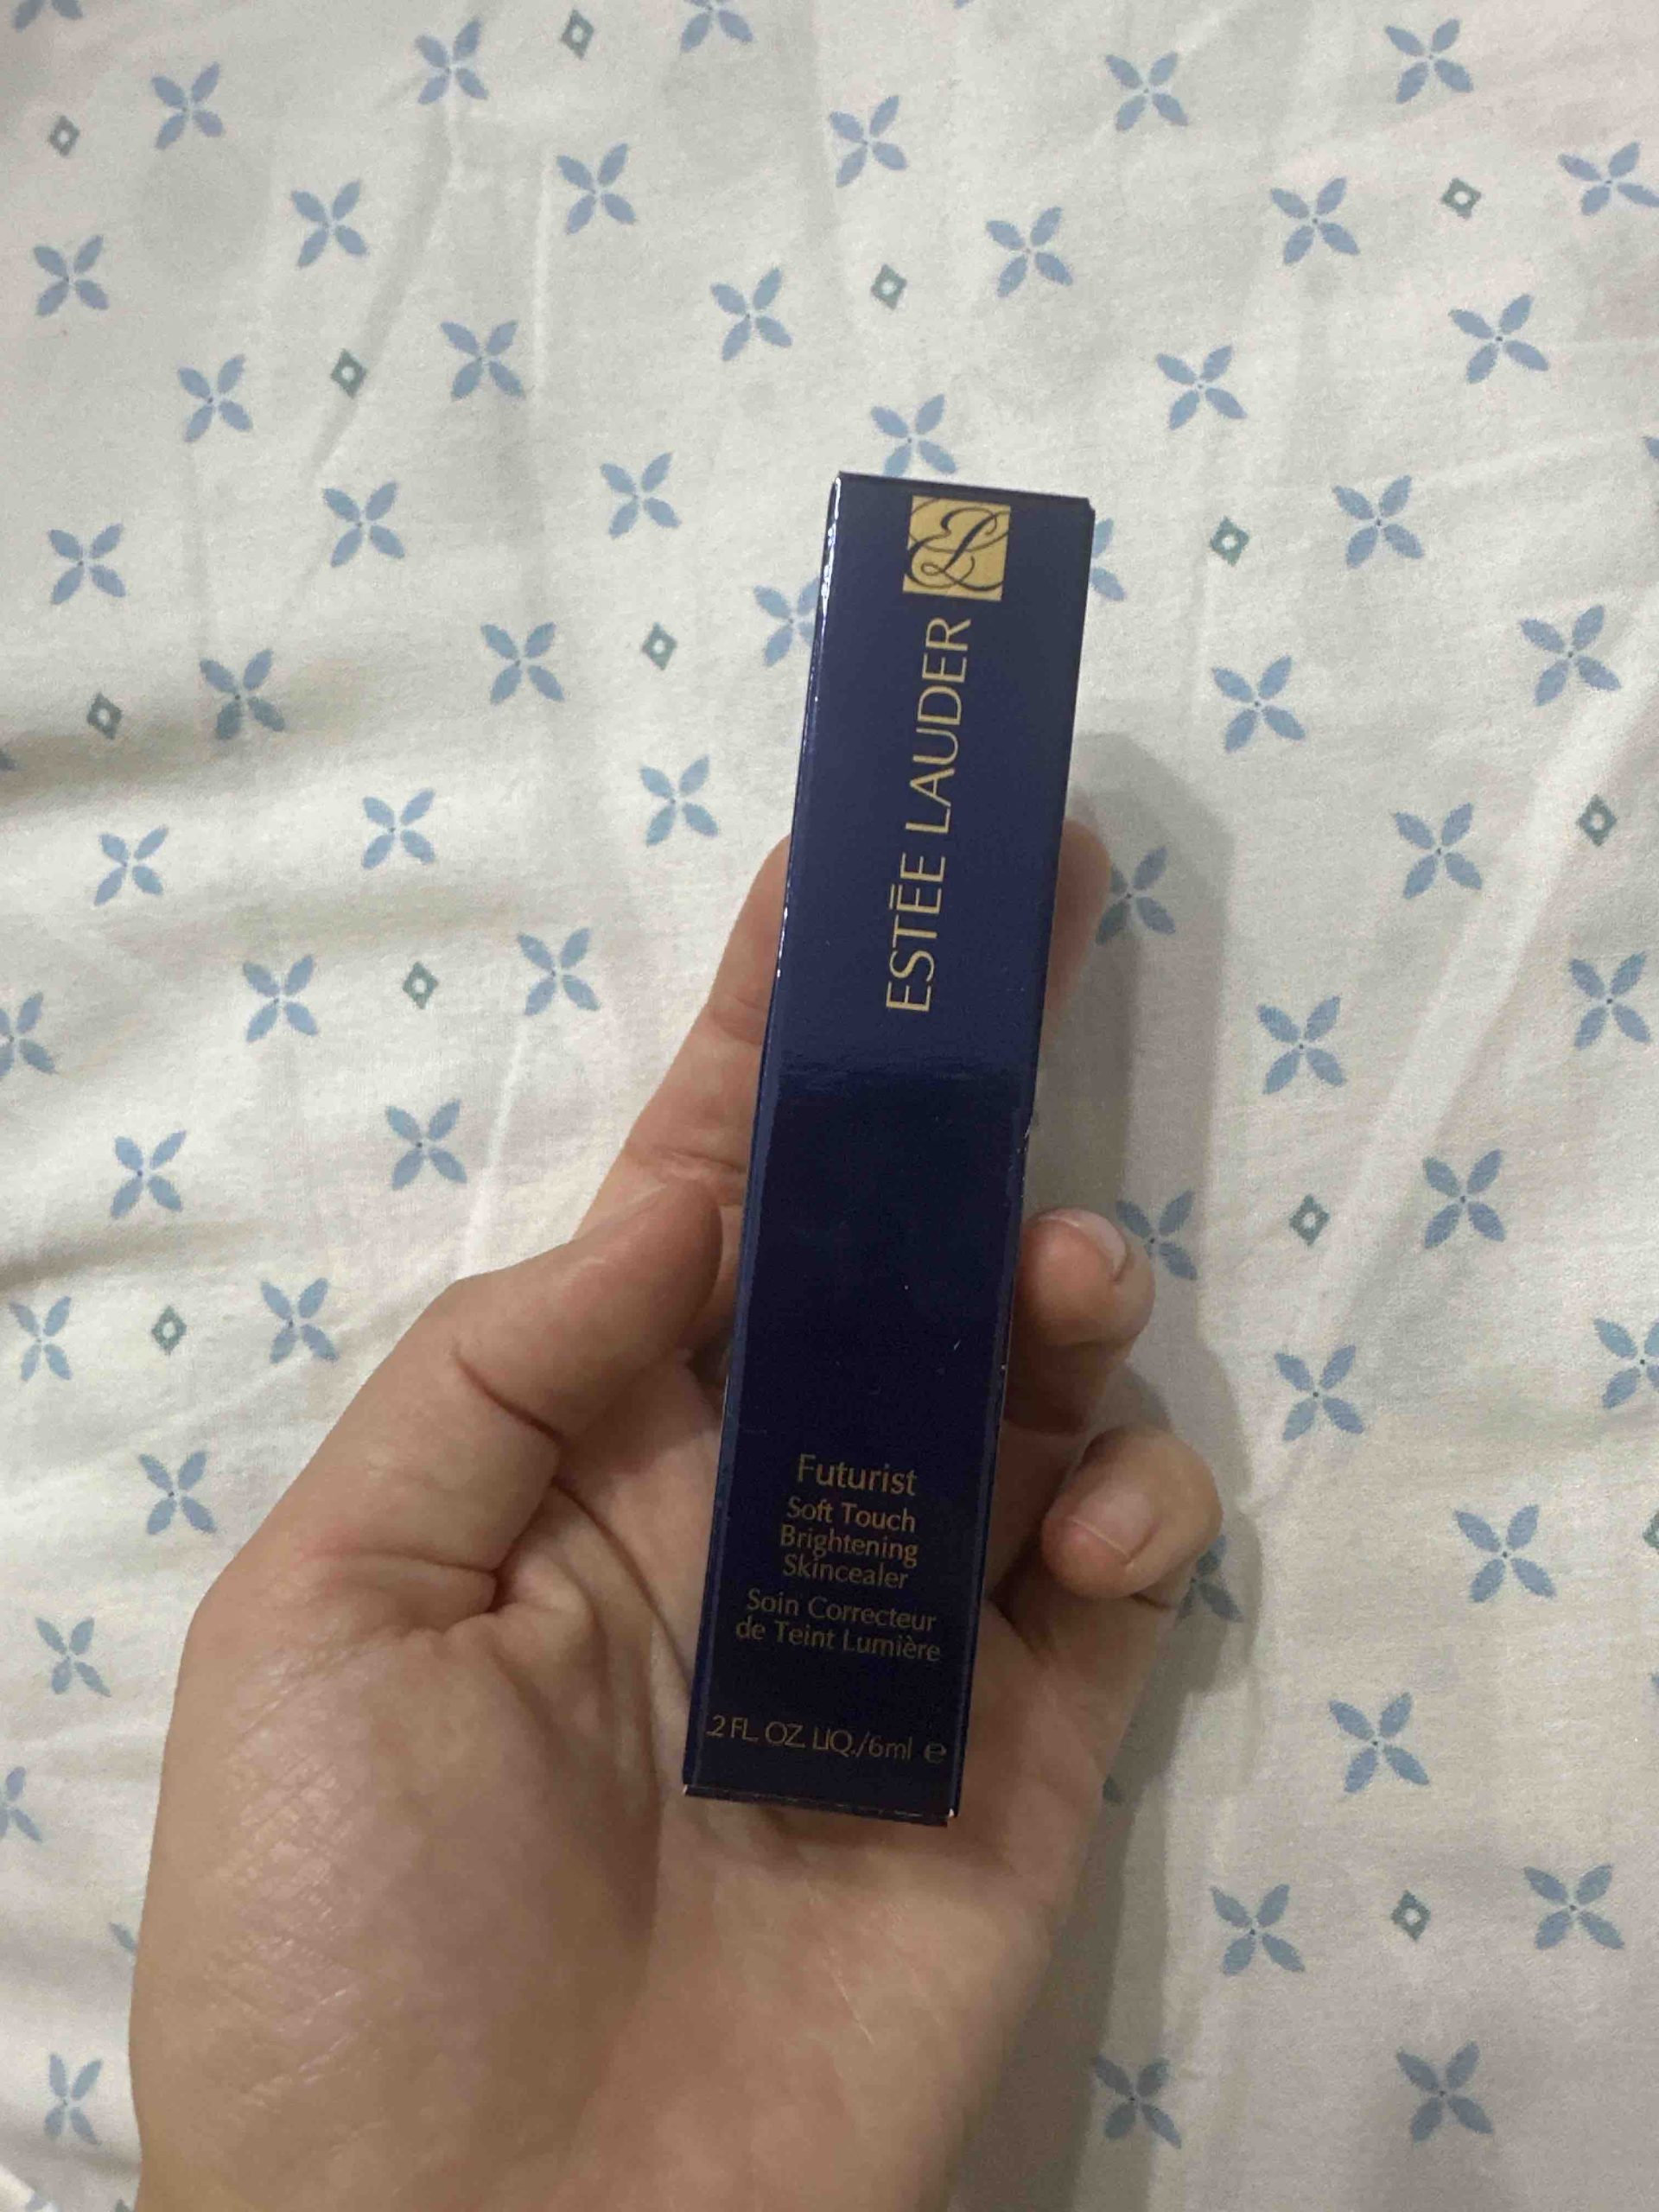 ESTĒE LAUDER
Futurist
Soft Touch
Brightening
Skincealer
Soin Correcteur
de Teint Lumière
.2 FL. OZ. LIQ./6ml ℮